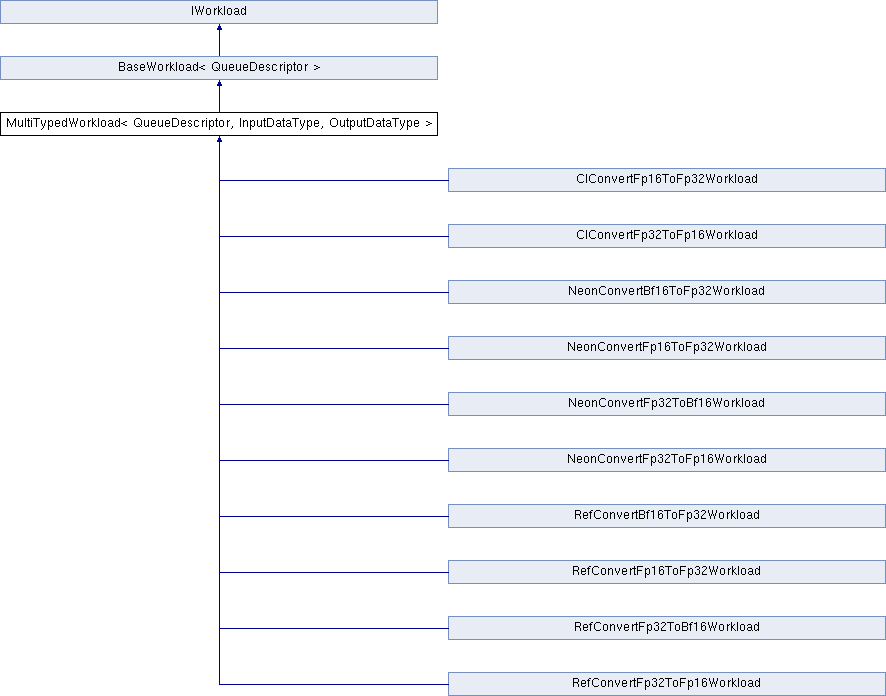 IWorkload
BaseWorkload< QueueDescriptor >
MultiTypedWorkload< QueueDescriptor, InputDataType, OutputDataType >
ClConvertFp16ToFp32Workload
ClConvertFp32ToFp16Workload
NeonConvertBf16ToFp32Workload
NeonConvertFp16ToFp32Workload
NeonConvertFp32ToBf16Workload
NeonConvertFp32ToFp16Workload
RefConvertBf16ToFp32Workload
RefConvertFp16ToFp32Workload
RefConvertFp32ToBf16Workload
RefConvertFp32ToFp16Workload